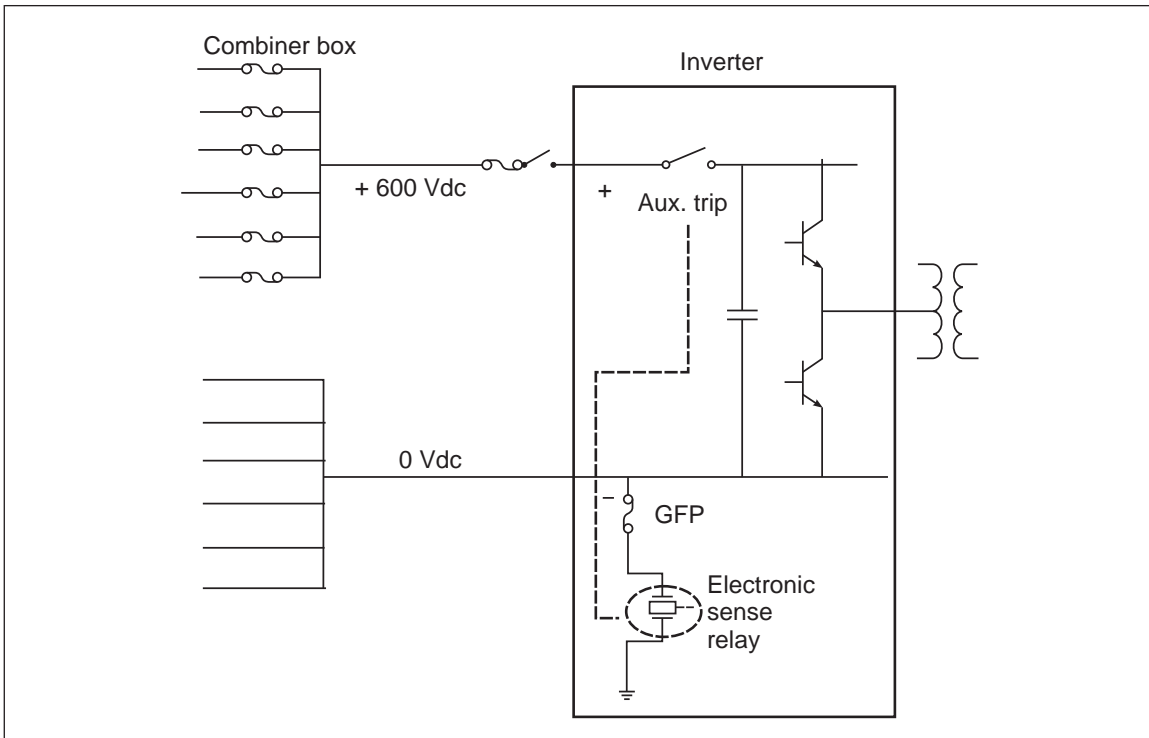 Combiner box
Inverter
+ 600 Vdc
+
Aux. trip
0 Vdc
–
GFP
Electronic
sense
relay